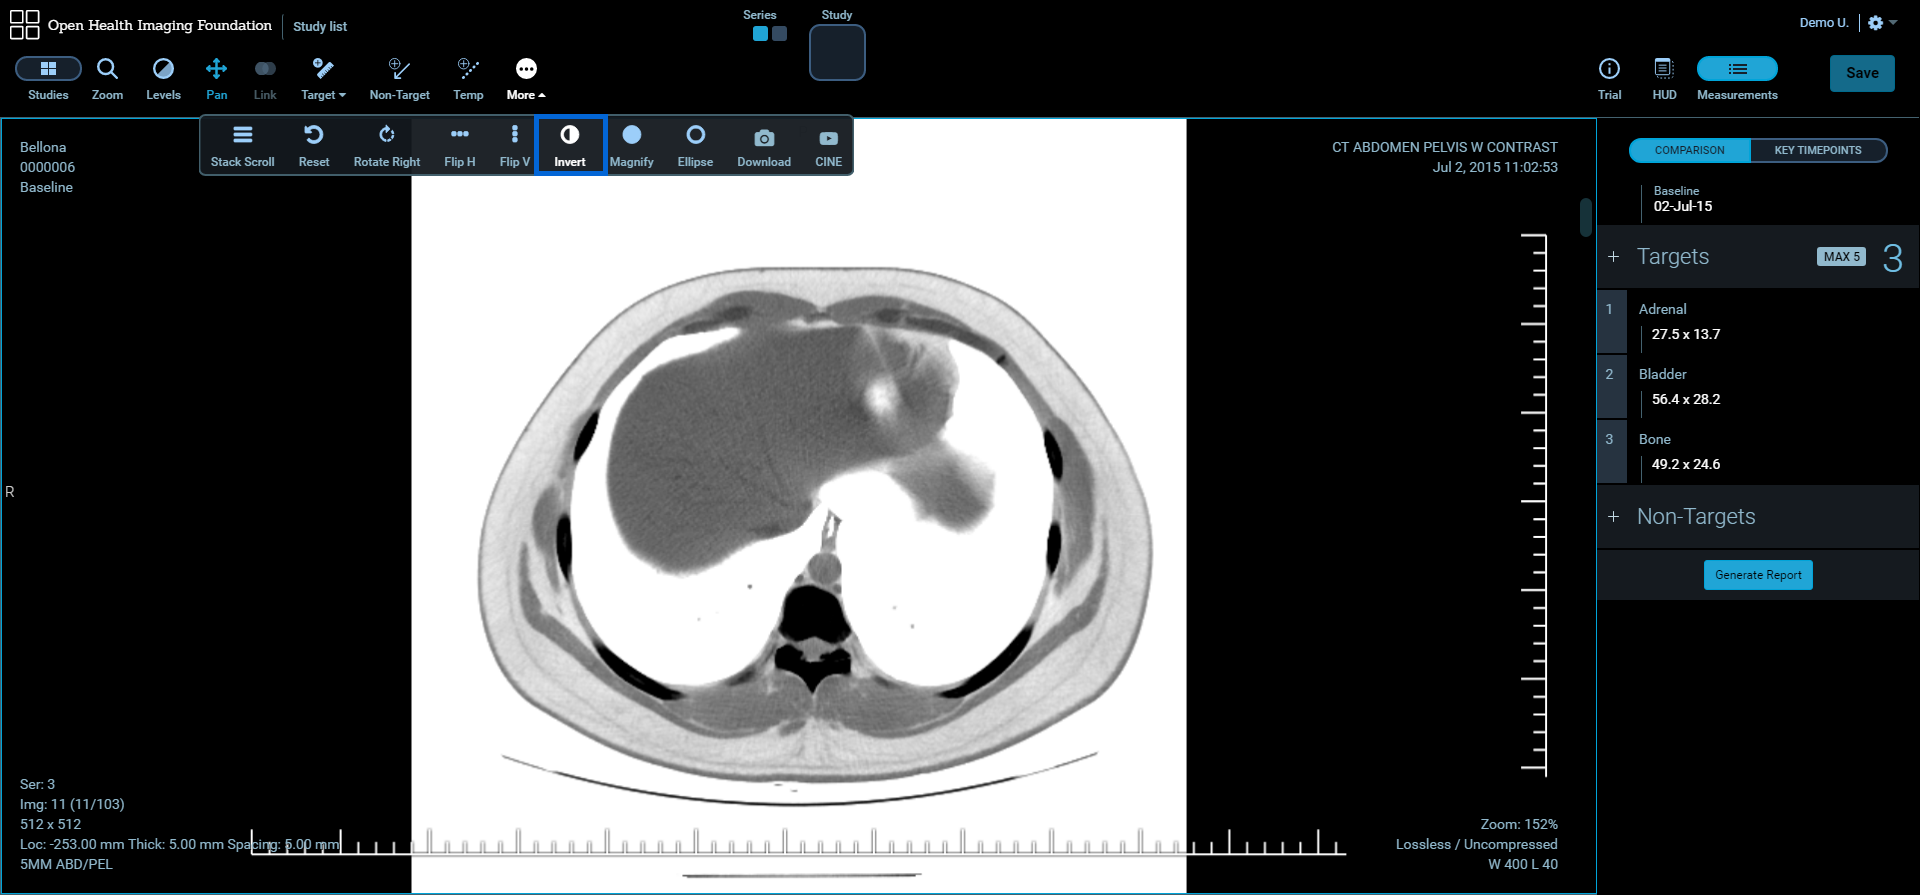 Open Health Imaging Foundation
Study list
Series
Study
Demo U.
Studies
Zoom
Levels
Pan
Link
Target
Non-Target
Temp
More
Trial
HUD
Measurements
Save
Stack Scroll
Reset
Rotate Right
Flip H
Flip V
Invert
Magnify
Ellipse
Download
CINE
Bellona
0000006
Baseline
CT ABDOMEN PELVIS W CONTRAST
Jul 2, 2015 11:02:53
R
Ser: 3
Img: 11 (11/103)
512 x 512
Loc: -253.00 mm Thick: 5.00 mm Spacing: 5.00 mm
5MM ABD/PEL
Zoom: 152%
Lossless / Uncompressed
W 400 L 40
COMPARISON
KEY TIMEPOINTS
Baseline
02-Jul-15
+ Targets MAX 5 3
1 Adrenal
27.5 x 13.7
2 Bladder
56.4 x 28.2
3 Bone
49.2 x 24.6
+ Non-Targets
Generate Report